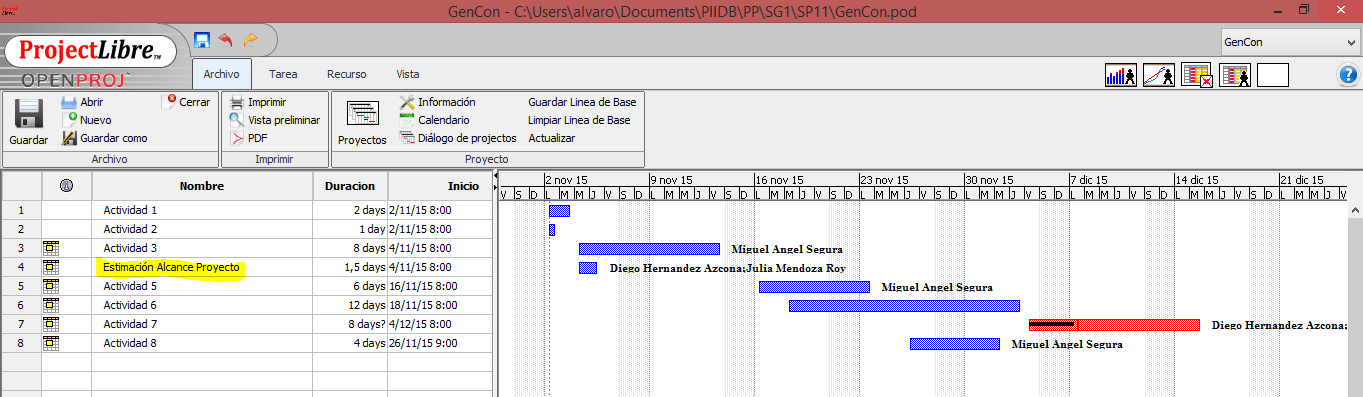 GenCon - C:\Users\alvaro\Documents\PIIDB\PP\SG1\SP11\GenCon.pod
ProjectLibre TM
OPENPROJ
GenCon
Archivo Tarea Recurso Vista
Guardar
Abrir
Nuevo
Guardar como
Cerrar
Archivo
Imprimir
Vista preliminar
PDF
Imprimir
Proyectos
Información
Calendario
Diálogo de projectos
Guardar Linea de Base
Limpiar Linea de Base
Actualizar
Proyecto
Nombre Duracion Inicio
2 nov 15 9 nov 15 16 nov 15 23 nov 15 30 nov 15 7 dic 15 14 dic 15 21 dic 15
V S D L M M J V S D L M M J V S D L M M J V S D L M M J V S D L M M J V S D L M M J V S D L M M J V S D L M M J V
1 Actividad 1 2 days 2/11/15 8:00
2 Actividad 2 1 day 2/11/15 8:00
3 Actividad 3 8 days 4/11/15 8:00 Miguel Angel Segura
4 Estimación Alcance Proyecto 1,5 days 4/11/15 8:00 Diego Hernandez Azcona;Julia Mendoza Roy
5 Actividad 5 6 days 16/11/15 8:00 Miguel Angel Segura
6 Actividad 6 12 days 18/11/15 8:00
7 Actividad 7 8 days? 4/12/15 8:00 Diego Hernandez Azcona;
8 Actividad 8 4 days 26/11/15 9:00 Miguel Angel Segura